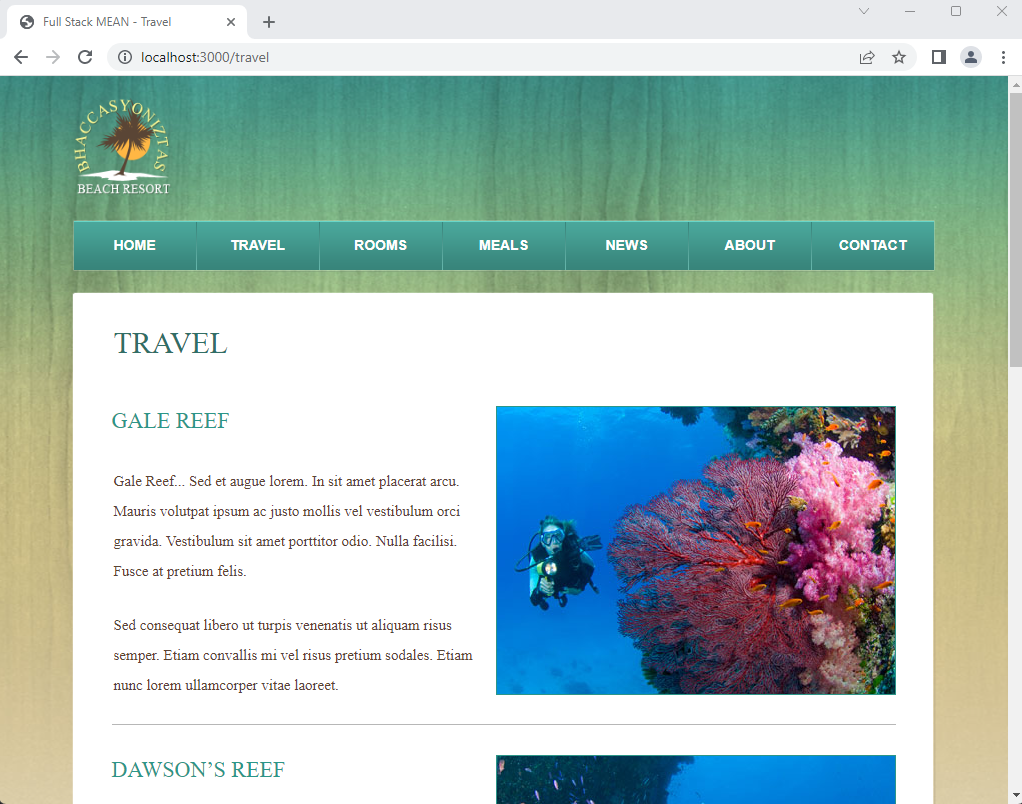 Full Stack MEAN - Travel
localhost:3000/travel
BHACCASYONIZTAS
BEACH RESORT
HOME TRAVEL ROOMS MEALS NEWS ABOUT CONTACT
TRAVEL
GALE REEF
Gale Reef... Sed et augue lorem. In sit amet placerat arcu.
Mauris volutpat ipsum ac justo mollis vel vestibulum orci
gravida. Vestibulum sit amet porttitor odio. Nulla facilisi.
Fusce at pretium felis.
Sed consequat libero ut turpis venenatis ut aliquam risus
semper. Etiam convallis mi vel risus pretium sodales. Etiam
nunc lorem ullamcorper vitae laoreet.
DAWSON’S REEF